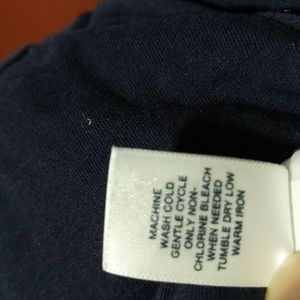 MACHINE
WASH COLD
GENTLE CYCLE
ONLY NON-
CHLORINE BLEACH
WHEN NEEDED
TUMBLE DRY LOW
WARM IRON